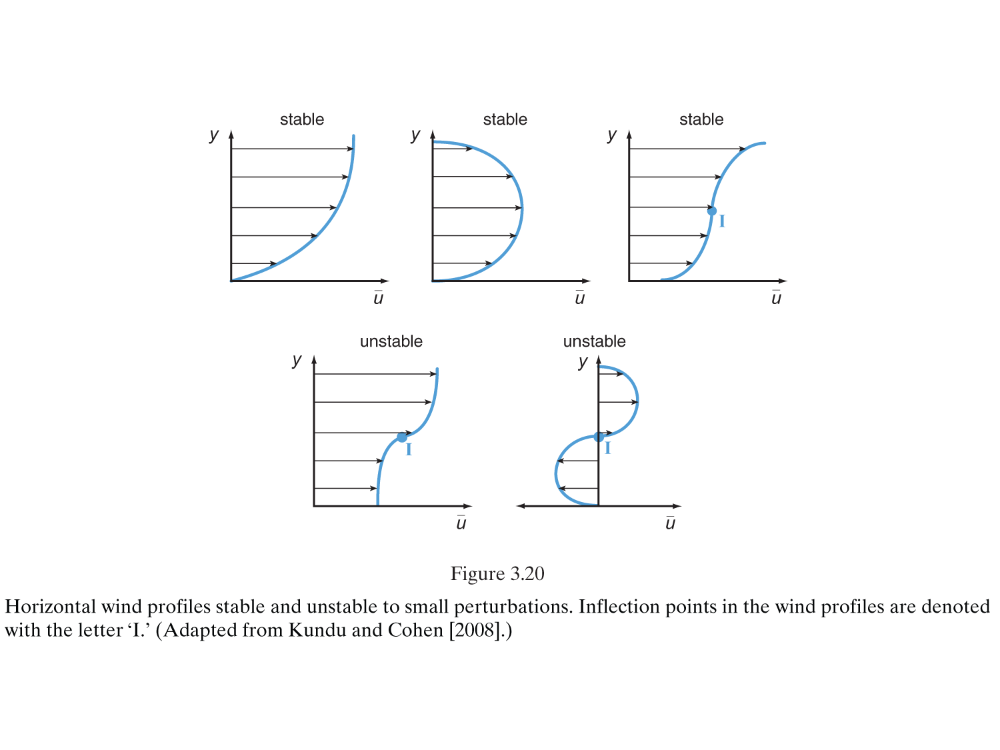 stable
stable
stable
y
y
y
I
u̅
u̅
u̅
unstable
unstable
y
y
I
I
u̅
u̅
Figure 3.20
Horizontal wind profiles stable and unstable to small perturbations. Inflection points in the wind profiles are denoted
with the letter ‘I.’ (Adapted from Kundu and Cohen [2008].)